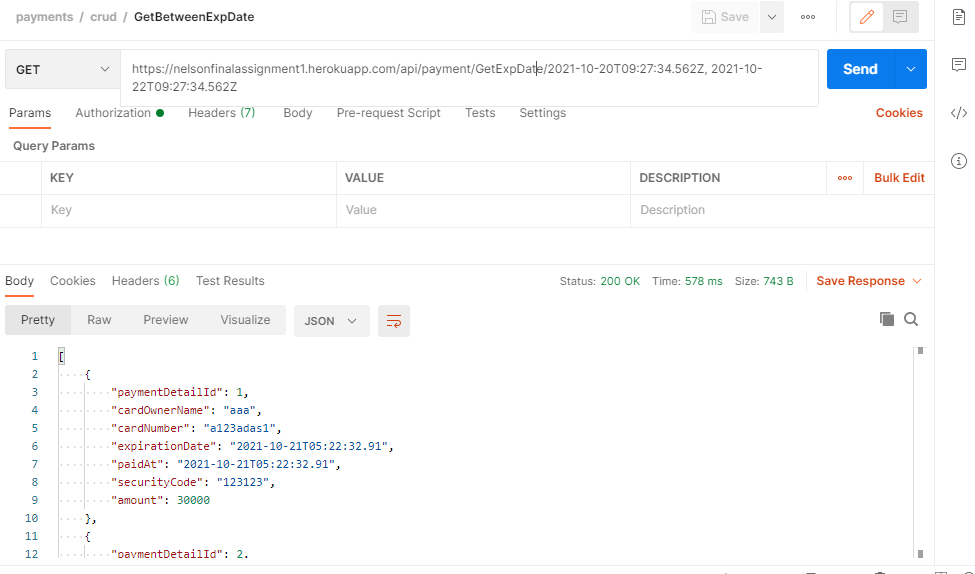 payments / crud / GetBetweenExpDate
Save
GET
https://nelsonfinalassignment1.herokuapp.com/api/payment/GetExpDate/2021-10-20T09:27:34.562Z, 2021-10-
22T09:27:34.562Z
Send
Params Authorization Headers (7) Body Pre-request Script Tests Settings Cookies
Query Params
KEY VALUE DESCRIPTION Bulk Edit
Key Value Description
Body Cookies Headers (6) Test Results Status: 200 OK Time: 578 ms Size: 743 B Save Response
Pretty Raw Preview Visualize JSON
1 [
2 {
3 "paymentDetailId": 1,
4 "cardOwnerName": "aaa",
5 "cardNumber": "a123adas1",
6 "expirationDate": "2021-10-21T05:22:32.91",
7 "paidAt": "2021-10-21T05:22:32.91",
8 "securityCode": "123123",
9 "amount": 30000
10 },
11 {
12 "paymentDetailId": 2,